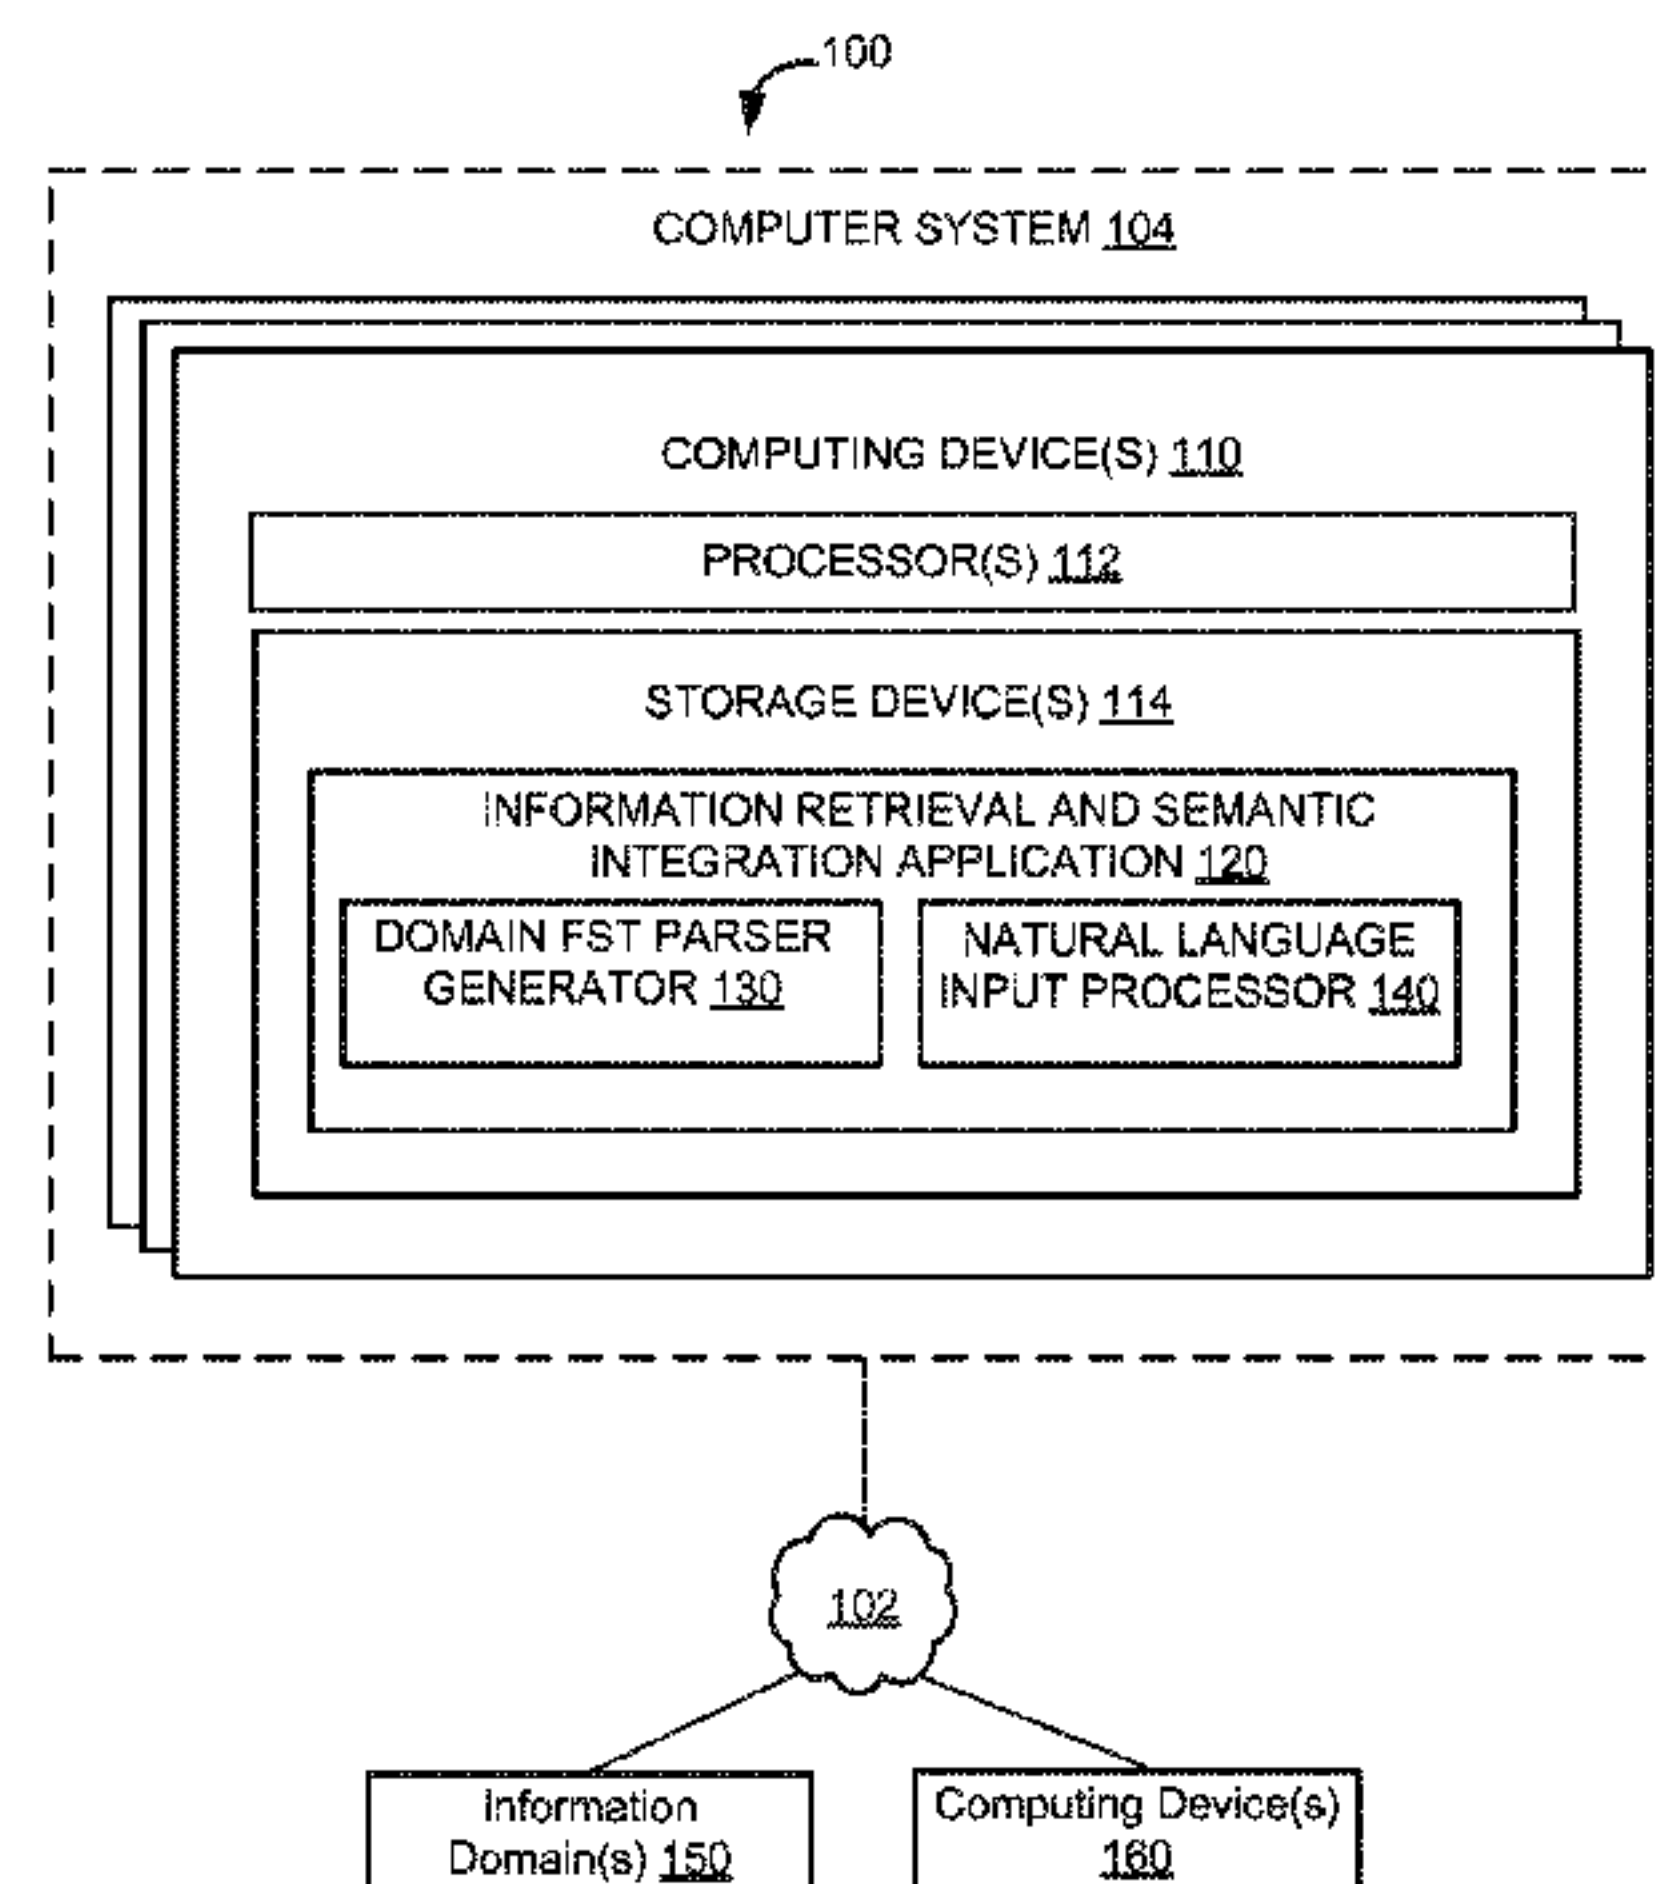 100
COMPUTER SYSTEM 104
COMPUTING DEVICE(S) 110
PROCESSOR(S) 112
STORAGE DEVICE(S) 114
INFORMATION RETRIEVAL AND SEMANTIC
INTEGRATION APPLICATION 120
DOMAIN FST PARSER
GENERATOR 130
NATURAL LANGUAGE
INPUT PROCESSOR 140
102
Information
Domain(s) 150
Computing Device(s)
160